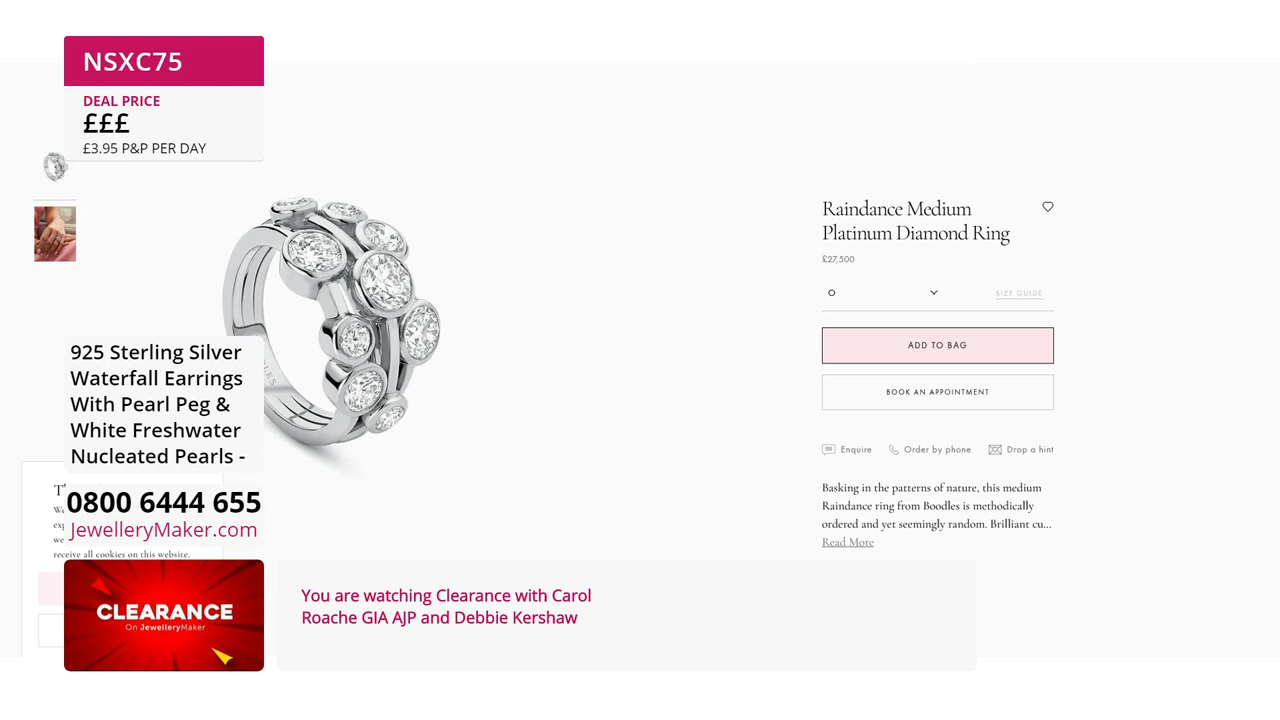 NSXC75
DEAL PRICE
£££
£3.95 P&P PER DAY
925 Sterling Silver
Waterfall Earrings
With Pearl Peg &
White Freshwater
Nucleated Pearls -
0800 6444 655
JewelleryMaker.com
receive all cookies on this website.
CLEARANCE
On JewelleryMaker
You are watching Clearance with Carol
Roache GIA AJP and Debbie Kershaw
Raindance Medium
Platinum Diamond Ring
£27,500
O
SIZE GUIDE
ADD TO BAG
BOOK AN APPOINTMENT
Enquire
Order by phone
Drop a hint
Basking in the patterns of nature, this medium
Raindance ring from Boodles is methodically
ordered and yet seemingly random. Brilliant cu...
Read More